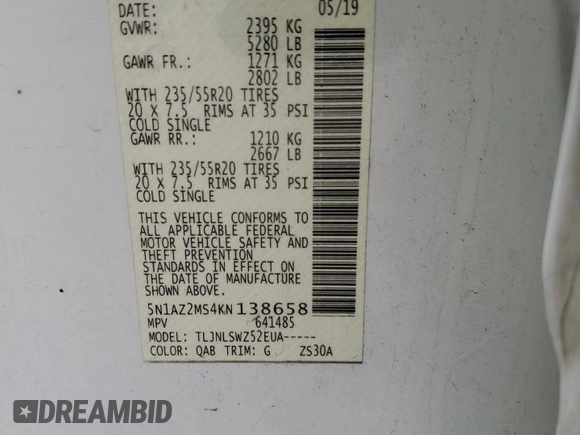 DATE: 05/19
GVWR: 2395 KG
5280 LB
GAWR FR.: 1271 KG
2802 LB
WITH 235/55R20 TIRES
20 X 7.5 RIMS AT 35 PSI
COLD SINGLE
GAWR RR.: 1210 KG
2667 LB
WITH 235/55R20 TIRES
20 X 7.5 RIMS AT 35 PSI
COLD SINGLE
THIS VEHICLE CONFORMS TO
ALL APPLICABLE FEDERAL
MOTOR VEHICLE SAFETY AND
THEFT PREVENTION
STANDARDS IN EFFECT ON
THE DATE OF MANUFACTURE
SHOWN ABOVE.
5N1AZ2MS4KN138658
MPV 641485
MODEL: TLJNLSWZ52EUA-----
COLOR: QAB TRIM: G ZS30A
DREAMBID